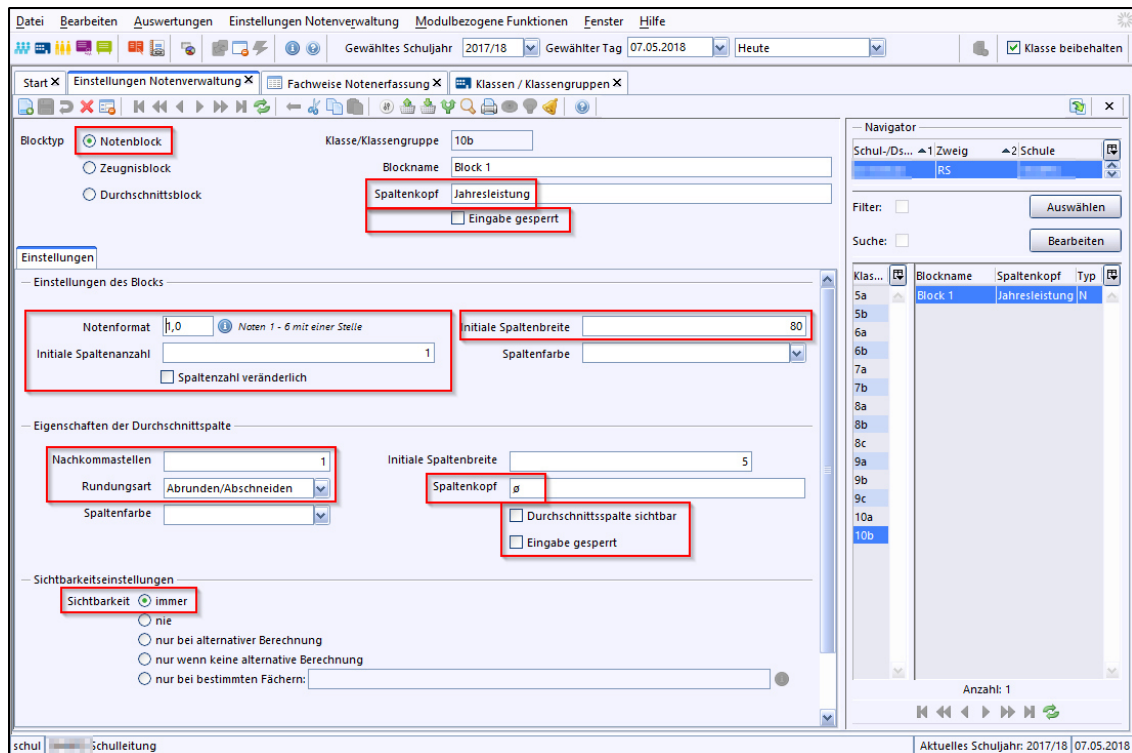 Datei Bearbeiten Auswertungen Einstellungen Notenverwaltung Modulbezogene Funktionen Fenster Hilfe
Gewähltes Schuljahr 2017/18 Gewählter Tag 07.05.2018 Heute Klasse beibehalten
Start X Einstellungen Notenverwaltung X Fachweise Notenerfassung X Klassen / Klassengruppen X
Blocktyp Notenblock Klasse/Klassengruppe 10b
Zeugnisblock Blockname Block 1
Durchschnittsblock Spaltenkopf Jahresleistung
Eingabe gesperrt
Einstellungen
Einstellungen des Blocks
Notenformat 1,0 Noten 1 - 6 mit einer Stelle Initiale Spaltenbreite 80
Initiale Spaltenanzahl 1 Spaltenfarbe
Spaltenzahl veränderlich
Eigenschaften der Durchschnittspalte
Nachkommastellen 1 Initiale Spaltenbreite 5
Rundungsart Abrunden/Abschneiden Spaltenkopf ø
Spaltenfarbe Durchschnittsspalte sichtbar
Eingabe gesperrt
Sichtbarkeitseinstellungen
Sichtbarkeit immer
nie
nur bei alternativer Berechnung
nur wenn keine alternative Berechnung
nur bei bestimmten Fächern:
Navigator
Schul-/Ds... ▲1 Zweig ▲2 Schule
RS
Filter: Auswählen
Suche: Bearbeiten
Klas... Blockname Spaltenkopf Typ
5a Block 1 Jahresleistung N
5b
6a
6b
7a
7b
8a
8b
8c
9a
9b
9c
10a
10b
Anzahl: 1
schul Schulleitung Aktuelles Schuljahr: 2017/18 07.05.2018